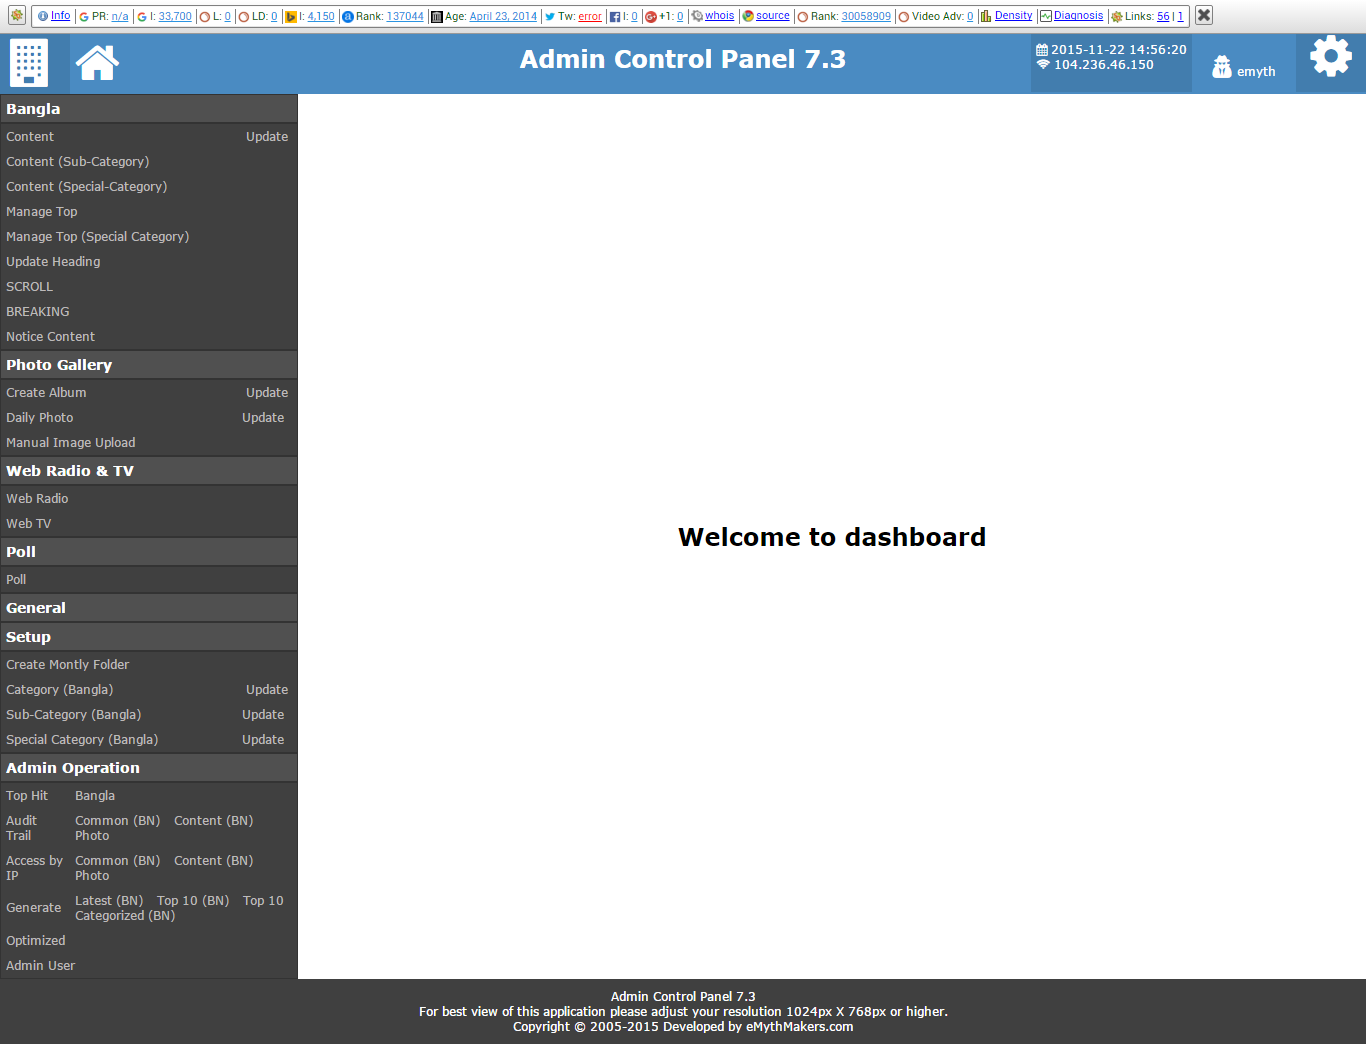 Info PR: n/a I: 33,700 L: 0 LD: 0 I: 4,150 Rank: 137044 Age: April 23, 2014 Tw: error I: 0 +1: 0 whois source Rank: 30058909 Video Adv: 0 Density Diagnosis Links: 56 | 1
Admin Control Panel 7.3
2015-11-22 14:56:20
104.236.46.150
emyth
Bangla
Content Update
Content (Sub-Category)
Content (Special-Category)
Manage Top
Manage Top (Special Category)
Update Heading
SCROLL
BREAKING
Notice Content
Photo Gallery
Create Album Update
Daily Photo Update
Manual Image Upload
Web Radio & TV
Web Radio
Web TV
Poll
Poll
General
Setup
Create Montly Folder
Category (Bangla) Update
Sub-Category (Bangla) Update
Special Category (Bangla) Update
Admin Operation
Top Hit Bangla
Audit Trail Common (BN) Content (BN)
Photo
Access by IP Common (BN) Content (BN)
Photo
Generate Latest (BN) Top 10 (BN) Top 10
Categorized (BN)
Optimized
Admin User
Welcome to dashboard
Admin Control Panel 7.3
For best view of this application please adjust your resolution 1024px X 768px or higher.
Copyright © 2005-2015 Developed by eMythMakers.com